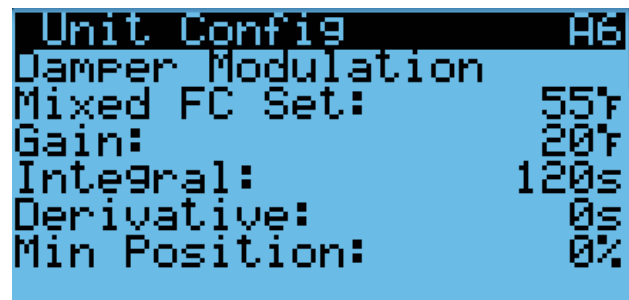 Unit Config A6
Damper Modulation
Mixed FC Set: 55°F
Gain: 20°F
Integral: 120s
Derivative: 0s
Min Position: 0%